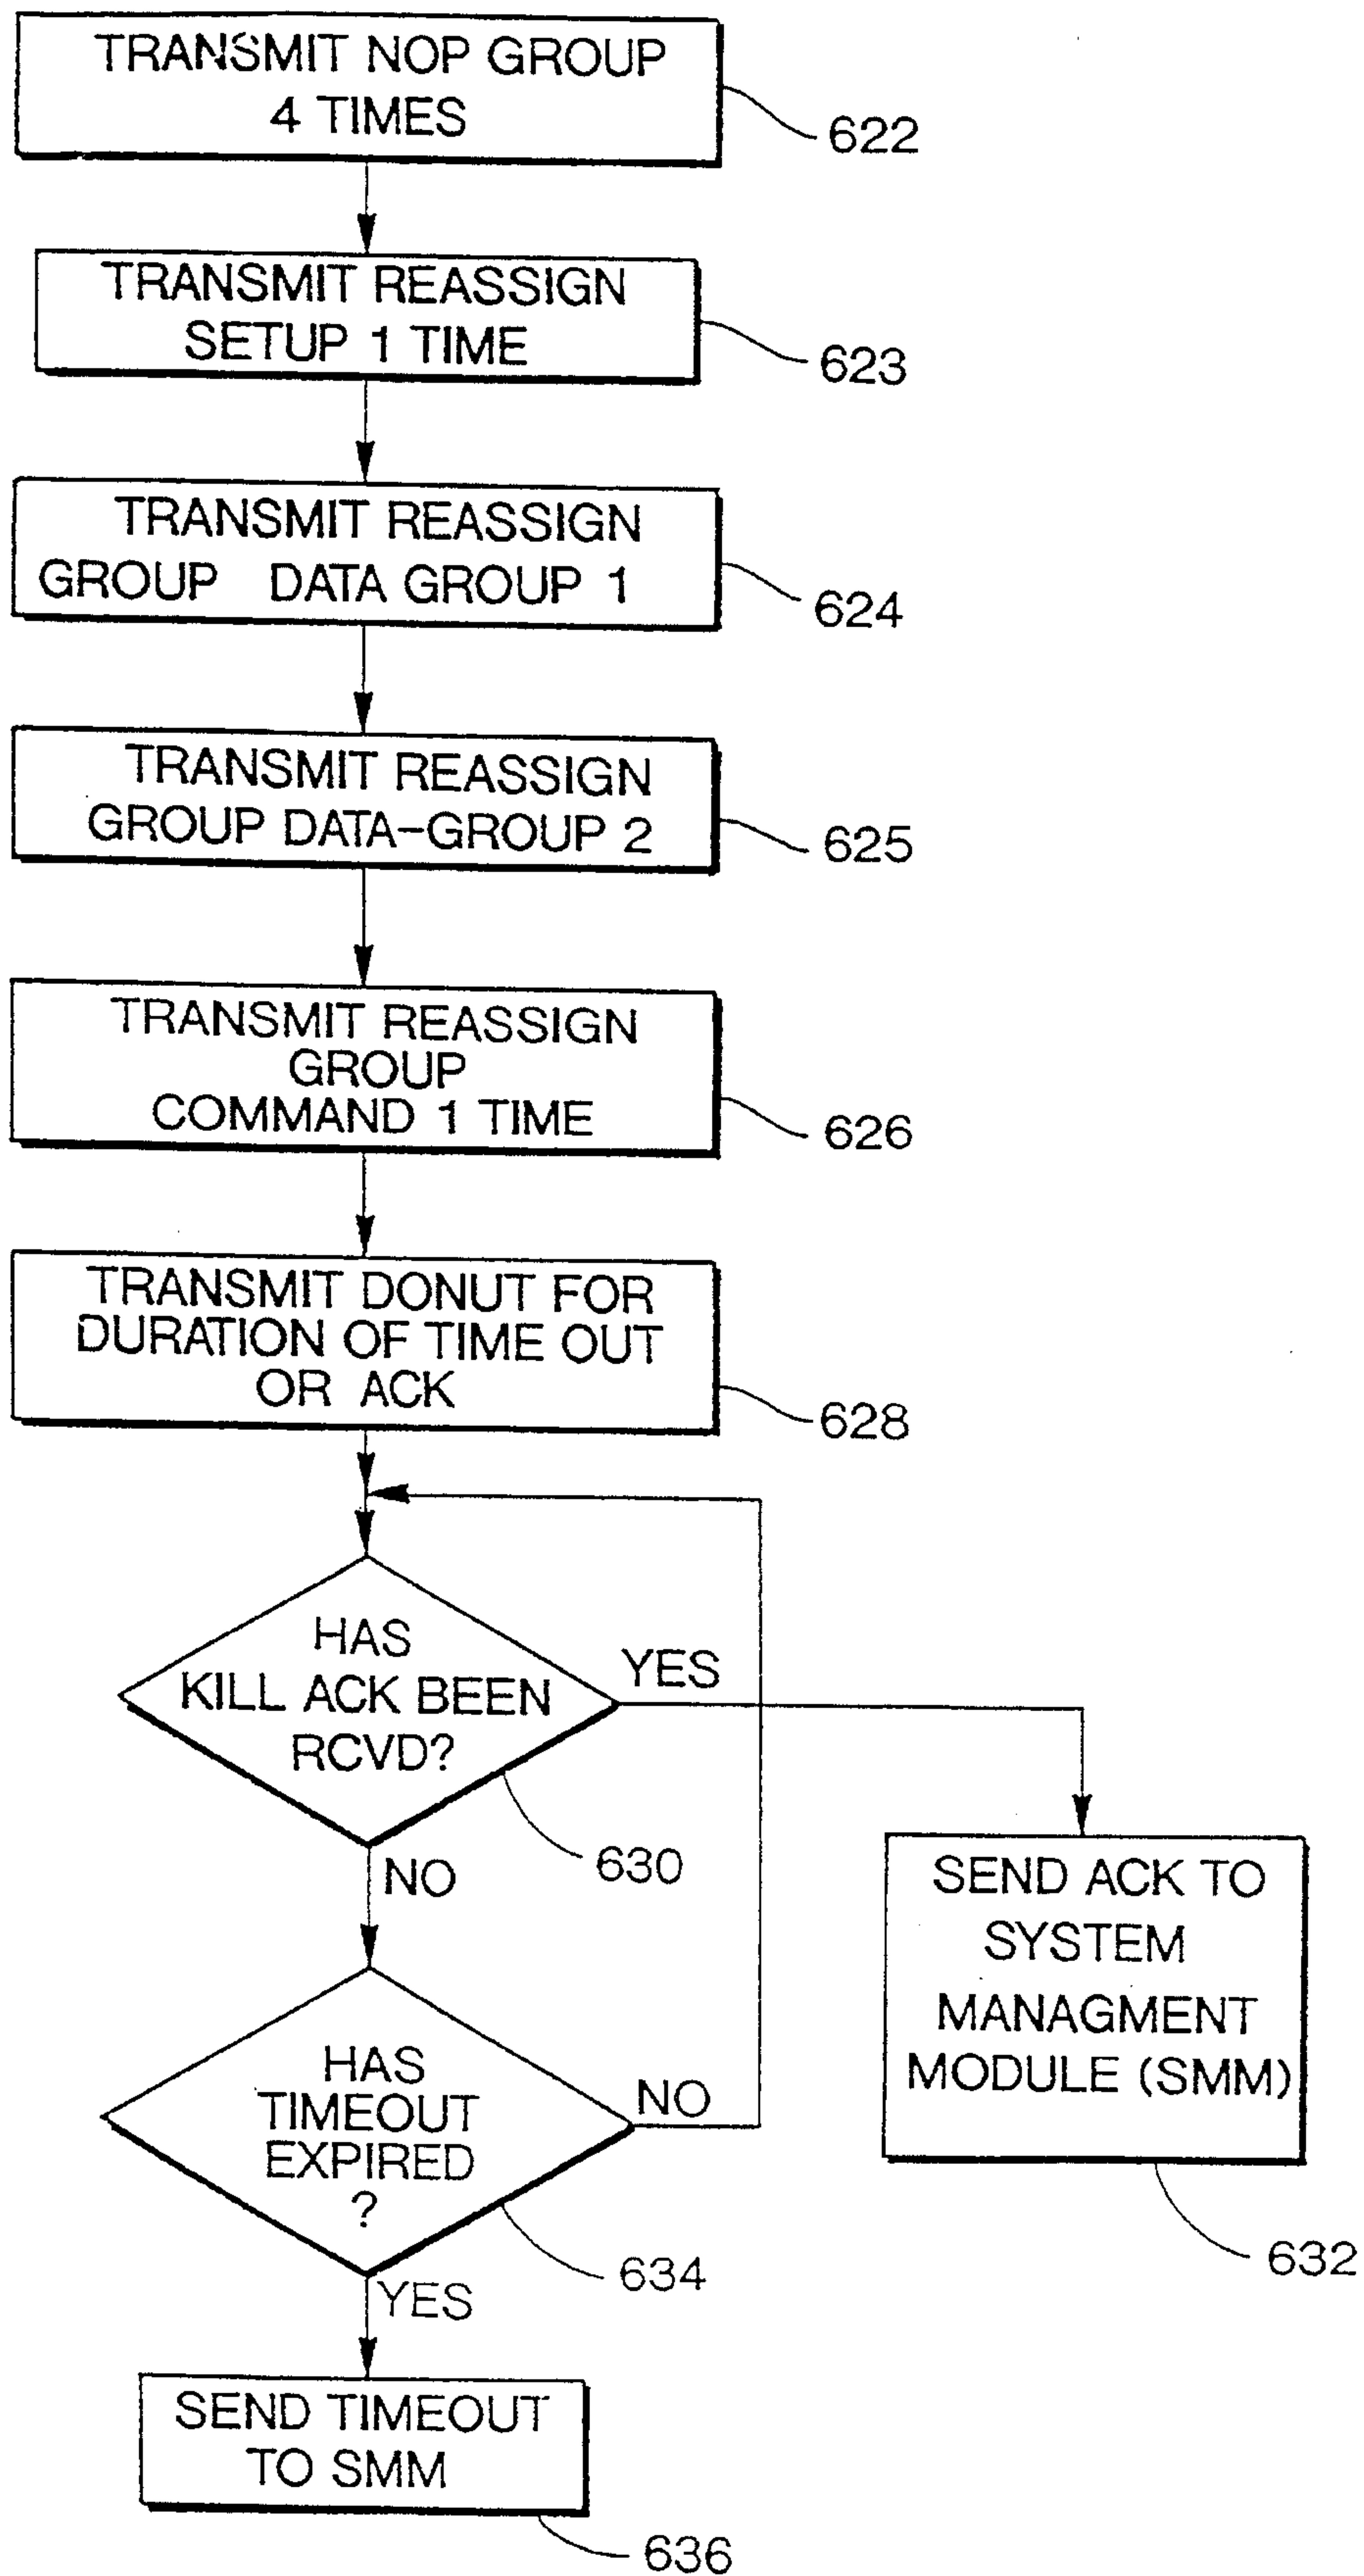 TRANSMIT NOP GROUP
4 TIMES
622
TRANSMIT REASSIGN
SETUP 1 TIME
623
TRANSMIT REASSIGN
GROUP DATA GROUP 1
624
TRANSMIT REASSIGN
GROUP DATA-GROUP 2
625
TRANSMIT REASSIGN
GROUP
COMMAND 1 TIME
626
TRANSMIT DONUT FOR
DURATION OF TIME OUT
OR ACK
628
HAS
KILL ACK BEEN
RCVD?
YES
630
NO
SEND ACK TO
SYSTEM
MANAGMENT
MODULE (SMM)
632
HAS
TIMEOUT
EXPIRED
?
NO
634
YES
SEND TIMEOUT
TO SMM
636